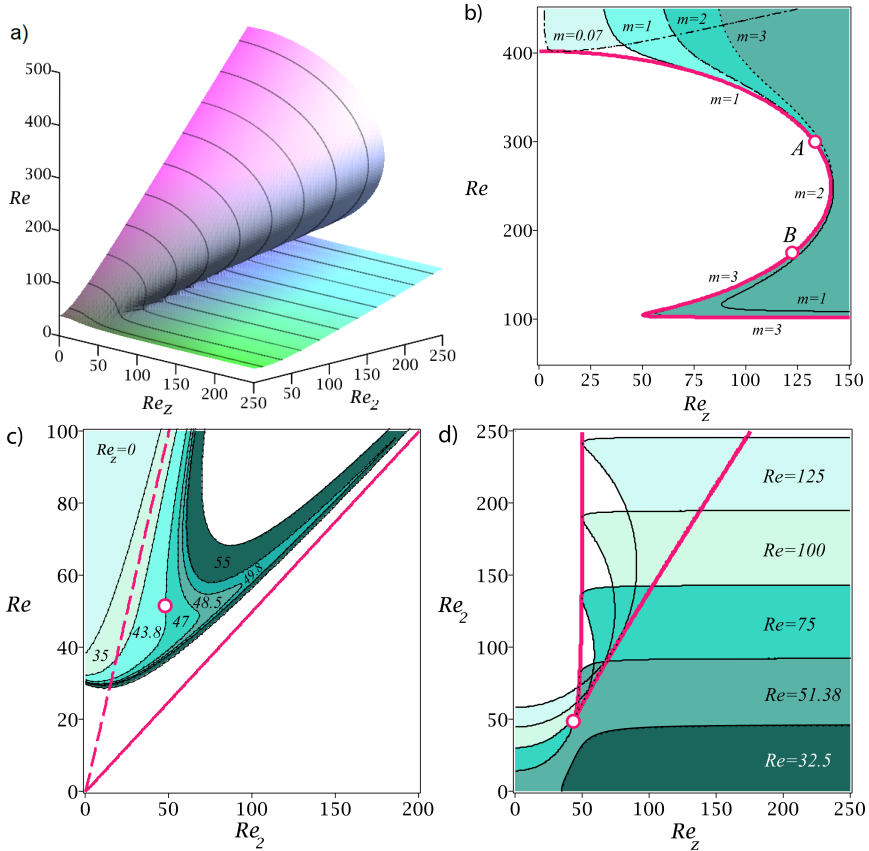 a)
500
400
300
200
100
0
Re
0
50
100
150
200
250
Re_z
50
100
150
200
250
Re_2
b)
400
300
200
100
Re
m=0.07
m=1
m=2
m=3
m=1
A
m=2
B
m=3
m=1
m=3
0
25
50
75
100
125
150
Re_z
c)
100
80
60
40
20
0
Re
Re_z=0
35
43.8
47
48.5
49.8
55
0
50
100
150
200
Re_2
d)
250
200
150
100
50
0
Re_2
Re=125
Re=100
Re=75
Re=51.38
Re=32.5
0
50
100
150
200
250
Re_z